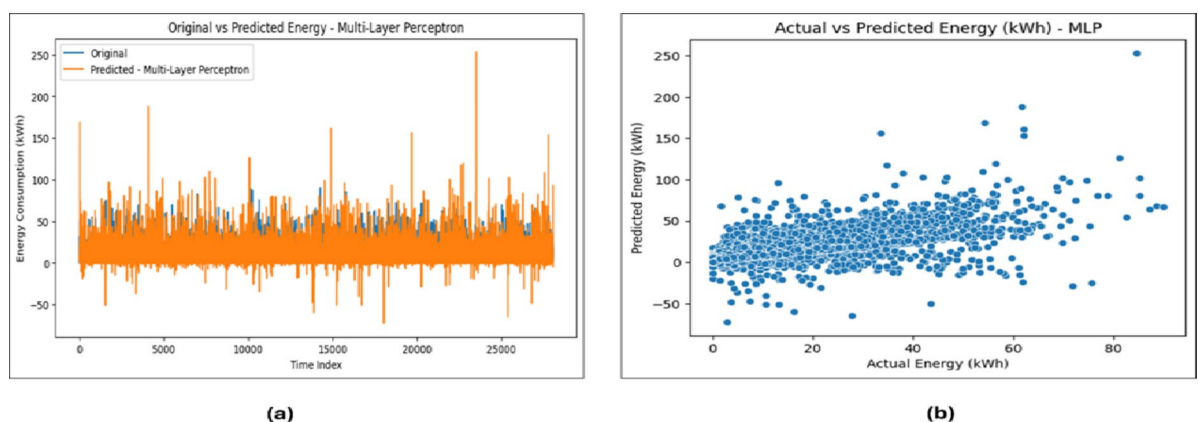 Original vs Predicted Energy - Multi-Layer Perceptron
Original
Predicted - Multi-Layer Perceptron
Energy Consumption (kWh)
250
200
150
100
50
0
−50
0 5000 10000 15000 20000 25000
Time Index
(a)
Actual vs Predicted Energy (kWh) - MLP
Predicted Energy (kWh)
250
200
150
100
50
0
−50
0 20 40 60 80
Actual Energy (kWh)
(b)